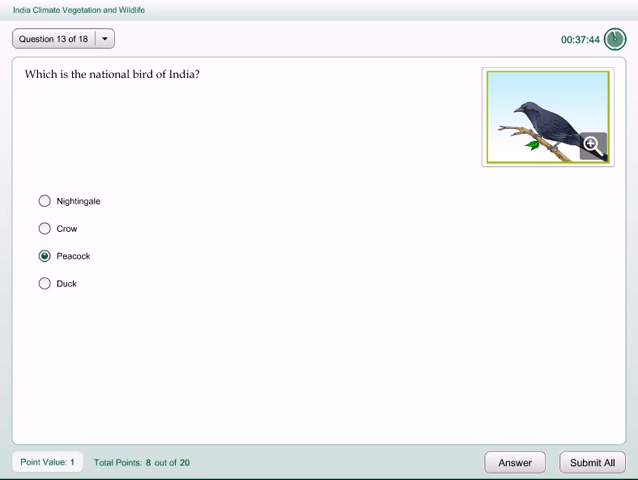 India Climate Vegetation and Wildlife
Question 13 of 18
00:37:44
Which is the national bird of India?
Nightingale
Crow
Peacock
Duck
Point Value: 1 Total Points: 8 out of 20 Answer Submit All